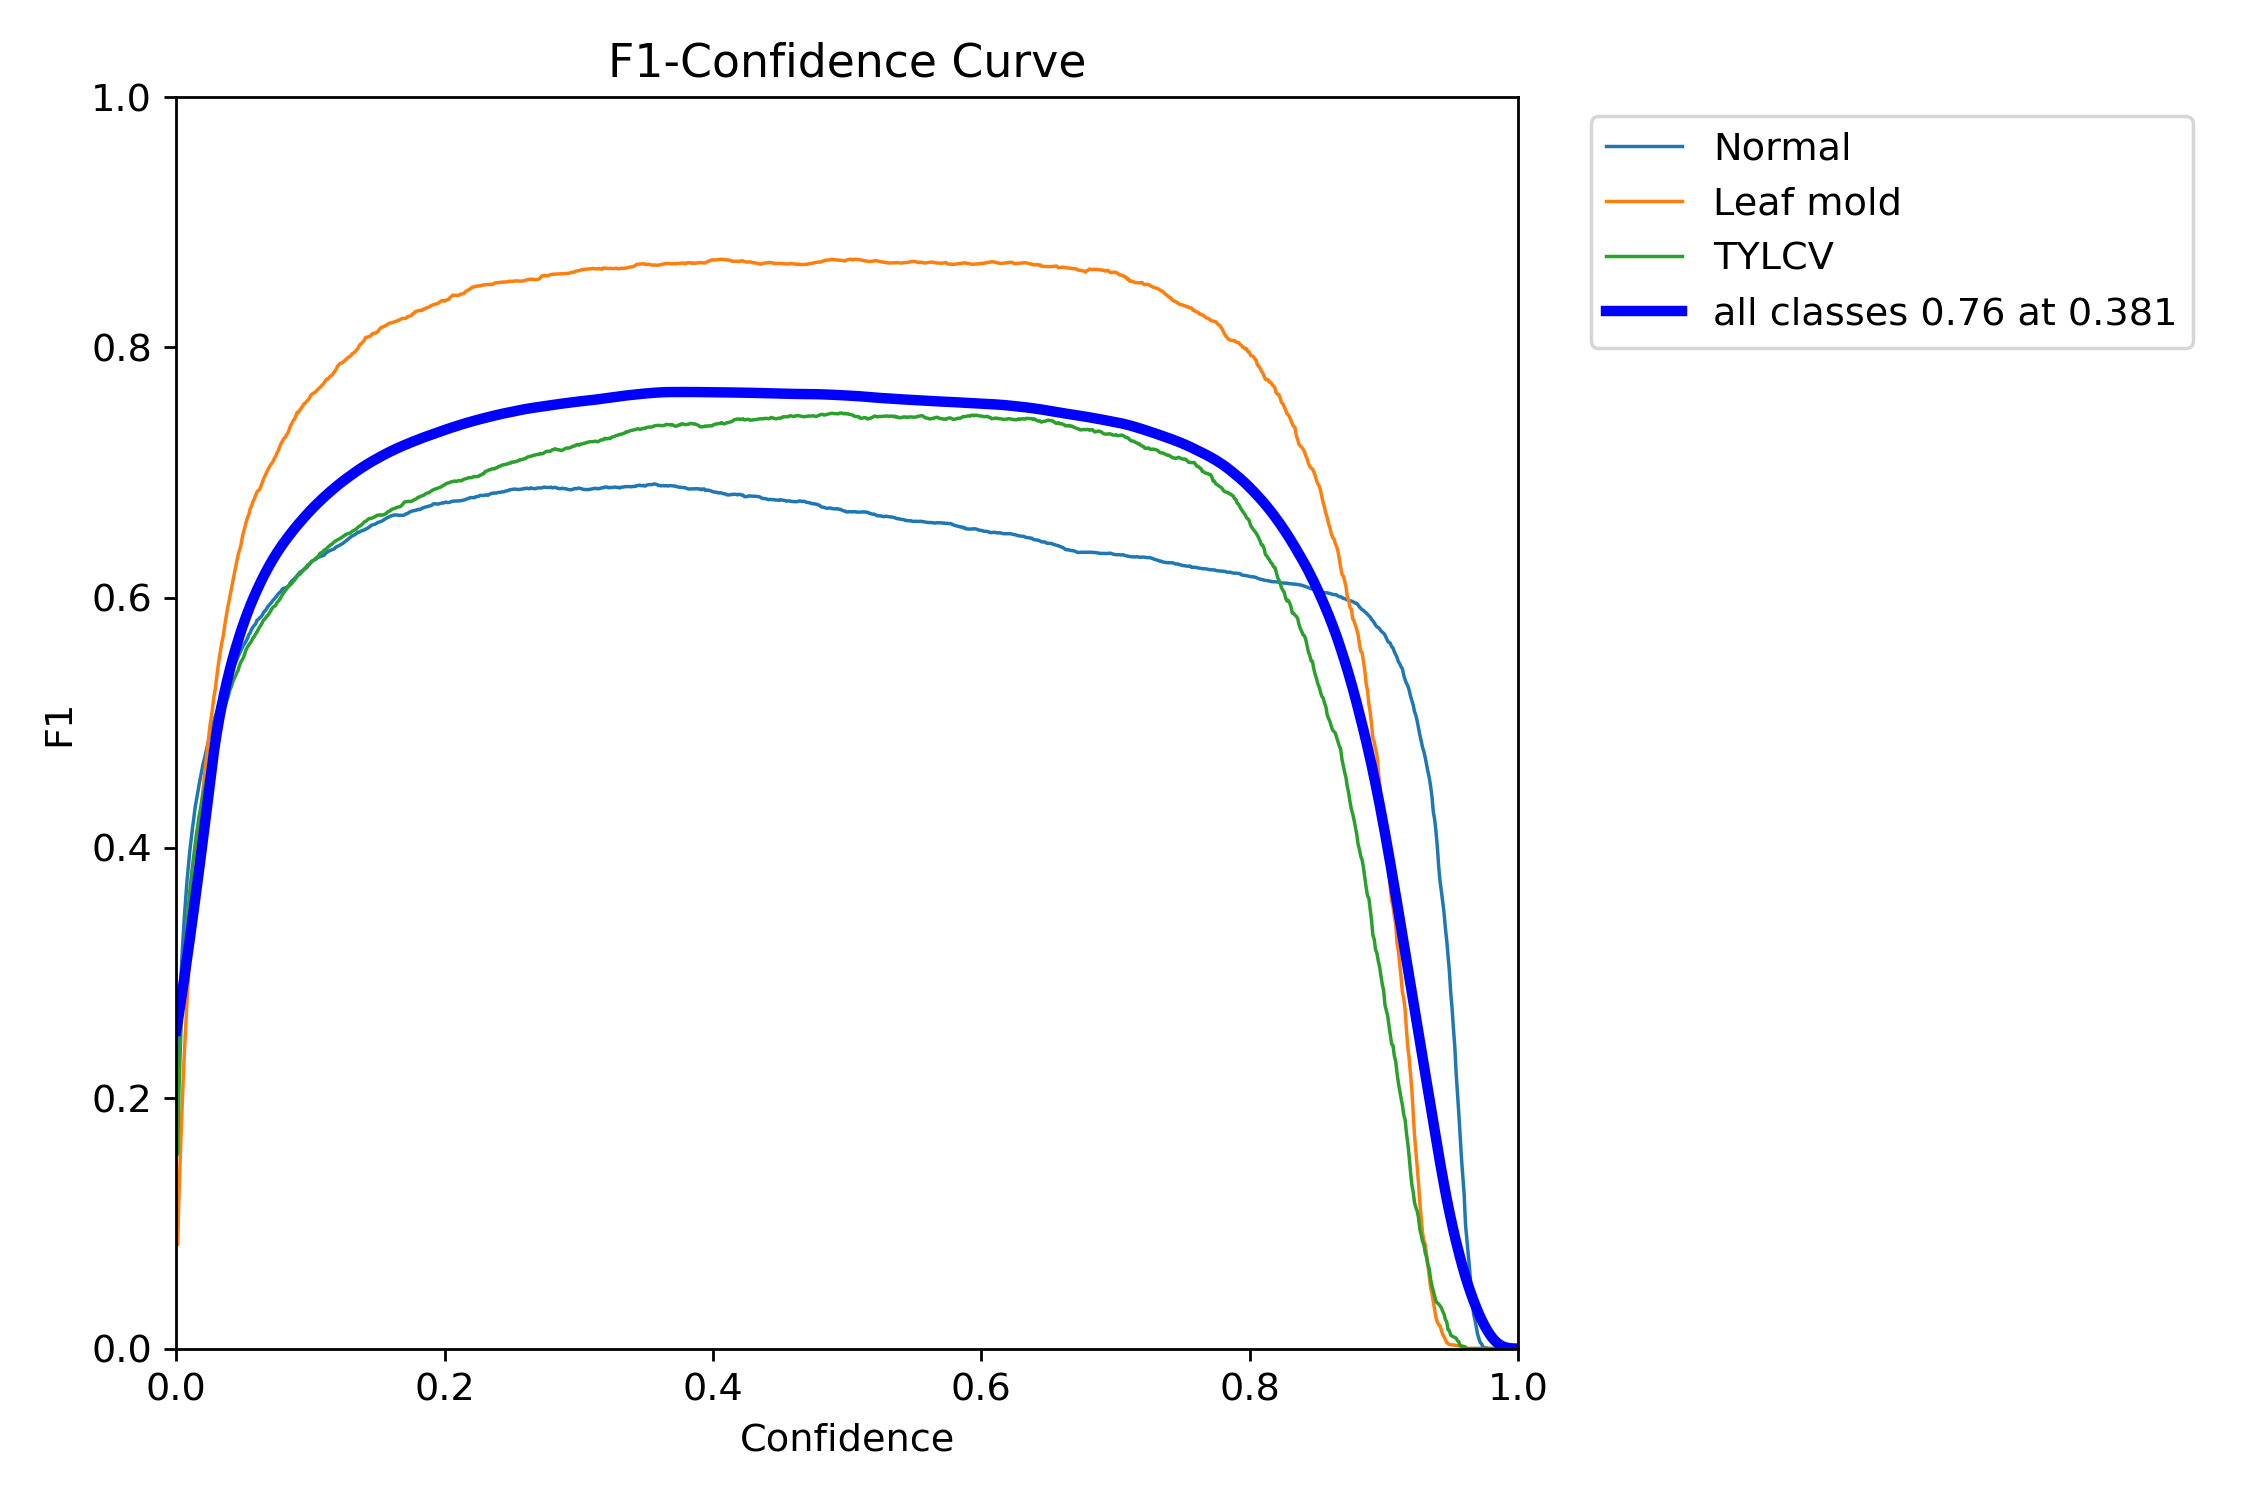 F1-Confidence Curve
1.0
0.8
0.6
0.4
0.2
0.0
F1
0.0 0.2 0.4 0.6 0.8 1.0
Confidence
Normal
Leaf mold
TYLCV
all classes 0.76 at 0.381